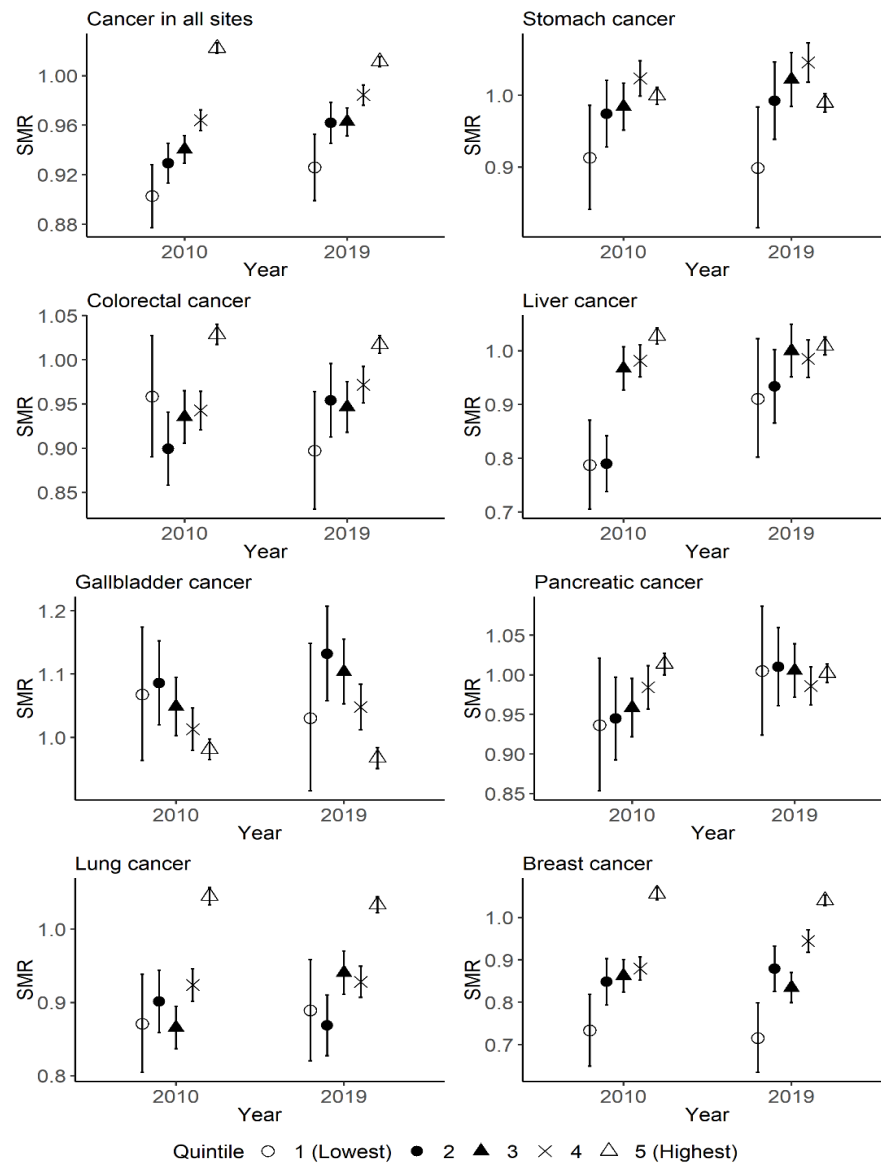 Cancer in all sites
SMR
1.00
0.96
0.92
0.88
2010
2019
Year
Stomach cancer
SMR
1.0
0.9
2010
2019
Year
Colorectal cancer
SMR
1.05
1.00
0.95
0.90
0.85
2010
2019
Year
Liver cancer
SMR
1.0
0.9
0.8
0.7
2010
2019
Year
Gallbladder cancer
SMR
1.2
1.1
1.0
2010
2019
Year
Pancreatic cancer
SMR
1.05
1.00
0.95
0.90
0.85
2010
2019
Year
Lung cancer
SMR
1.0
0.9
0.8
2010
2019
Year
Breast cancer
SMR
1.0
0.9
0.8
0.7
2010
2019
Year
Quintile 1 (Lowest) 2 3 4 5 (Highest)